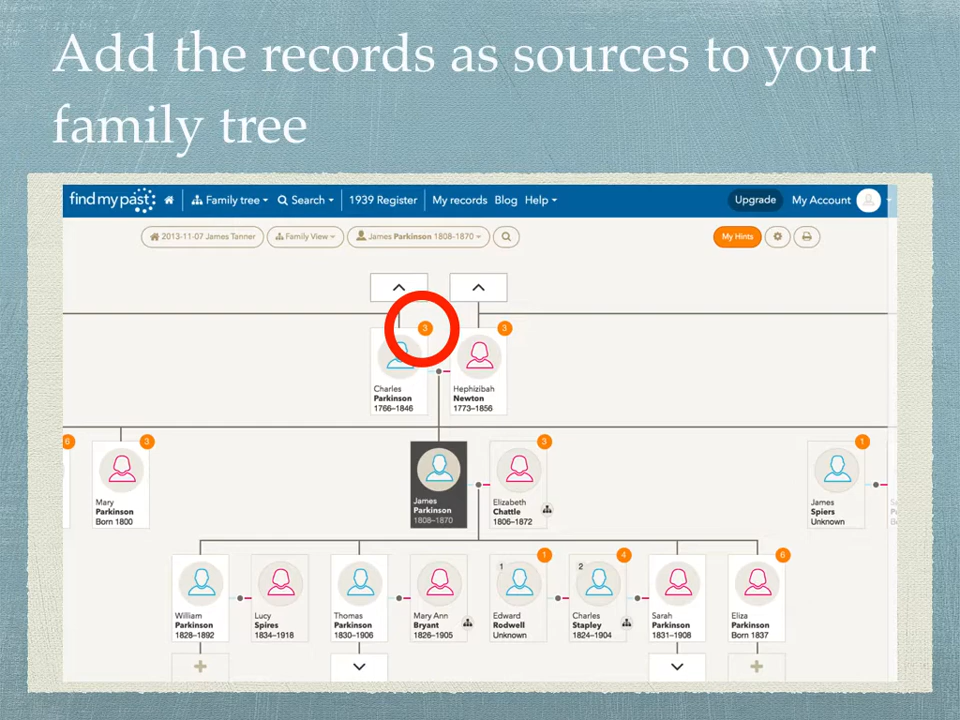 Add the records as sources to your
family tree
findmypast Family tree Search 1939 Register My records Blog Help Upgrade My Account
2013-11-07 James Tanner Family View James Parkinson 1808-1870 My Hints
3 3
Charles
Parkinson
1766–1846
Hephizibah
Newton
1773–1856
6 3 3 1
Mary
Parkinson
Born 1800
James
Parkinson
1808–1870
Elizabeth
Chattle
1806–1872
James
Spiers
Unknown
1 4 6
1 2
William
Parkinson
1828–1892
Lucy
Spires
1834–1918
Thomas
Parkinson
1830–1906
Mary Ann
Bryant
1826–1905
Edward
Rodwell
Unknown
Charles
Stapley
1824–1904
Sarah
Parkinson
1831–1908
Eliza
Parkinson
Born 1837